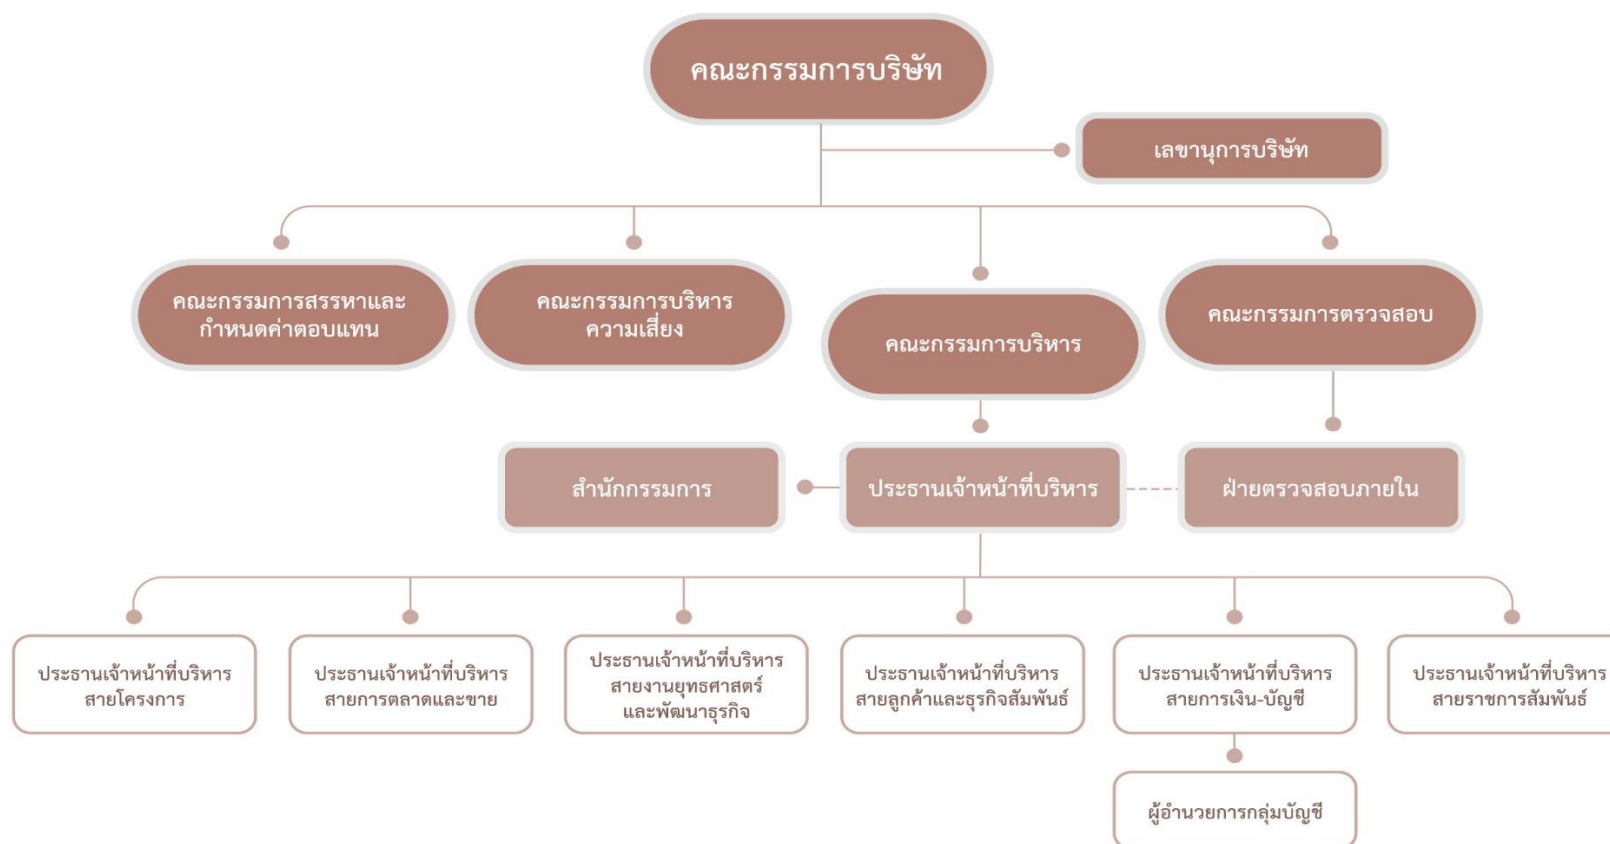 คณะกรรมการบริษัท
เลขานุการบริษัท
คณะกรรมการสรรหาและ
กำหนดค่าตอบแทน
คณะกรรมการบริหาร
ความเสี่ยง
คณะกรรมการบริหาร
คณะกรรมการตรวจสอบ
สำนักกรรมการ
ประธานเจ้าหน้าที่บริหาร
ฝ่ายตรวจสอบภายใน
ประธานเจ้าหน้าที่บริหาร
สายโครงการ
ประธานเจ้าหน้าที่บริหาร
สายการตลาดและขาย
ประธานเจ้าหน้าที่บริหาร
สายงานยุทธศาสตร์
และพัฒนาธุรกิจ
ประธานเจ้าหน้าที่บริหาร
สายลูกค้าและธุรกิจสัมพันธ์
ประธานเจ้าหน้าที่บริหาร
สายการเงิน-บัญชี
ประธานเจ้าหน้าที่บริหาร
สายราชการสัมพันธ์
ผู้อำนวยการกลุ่มบัญชี